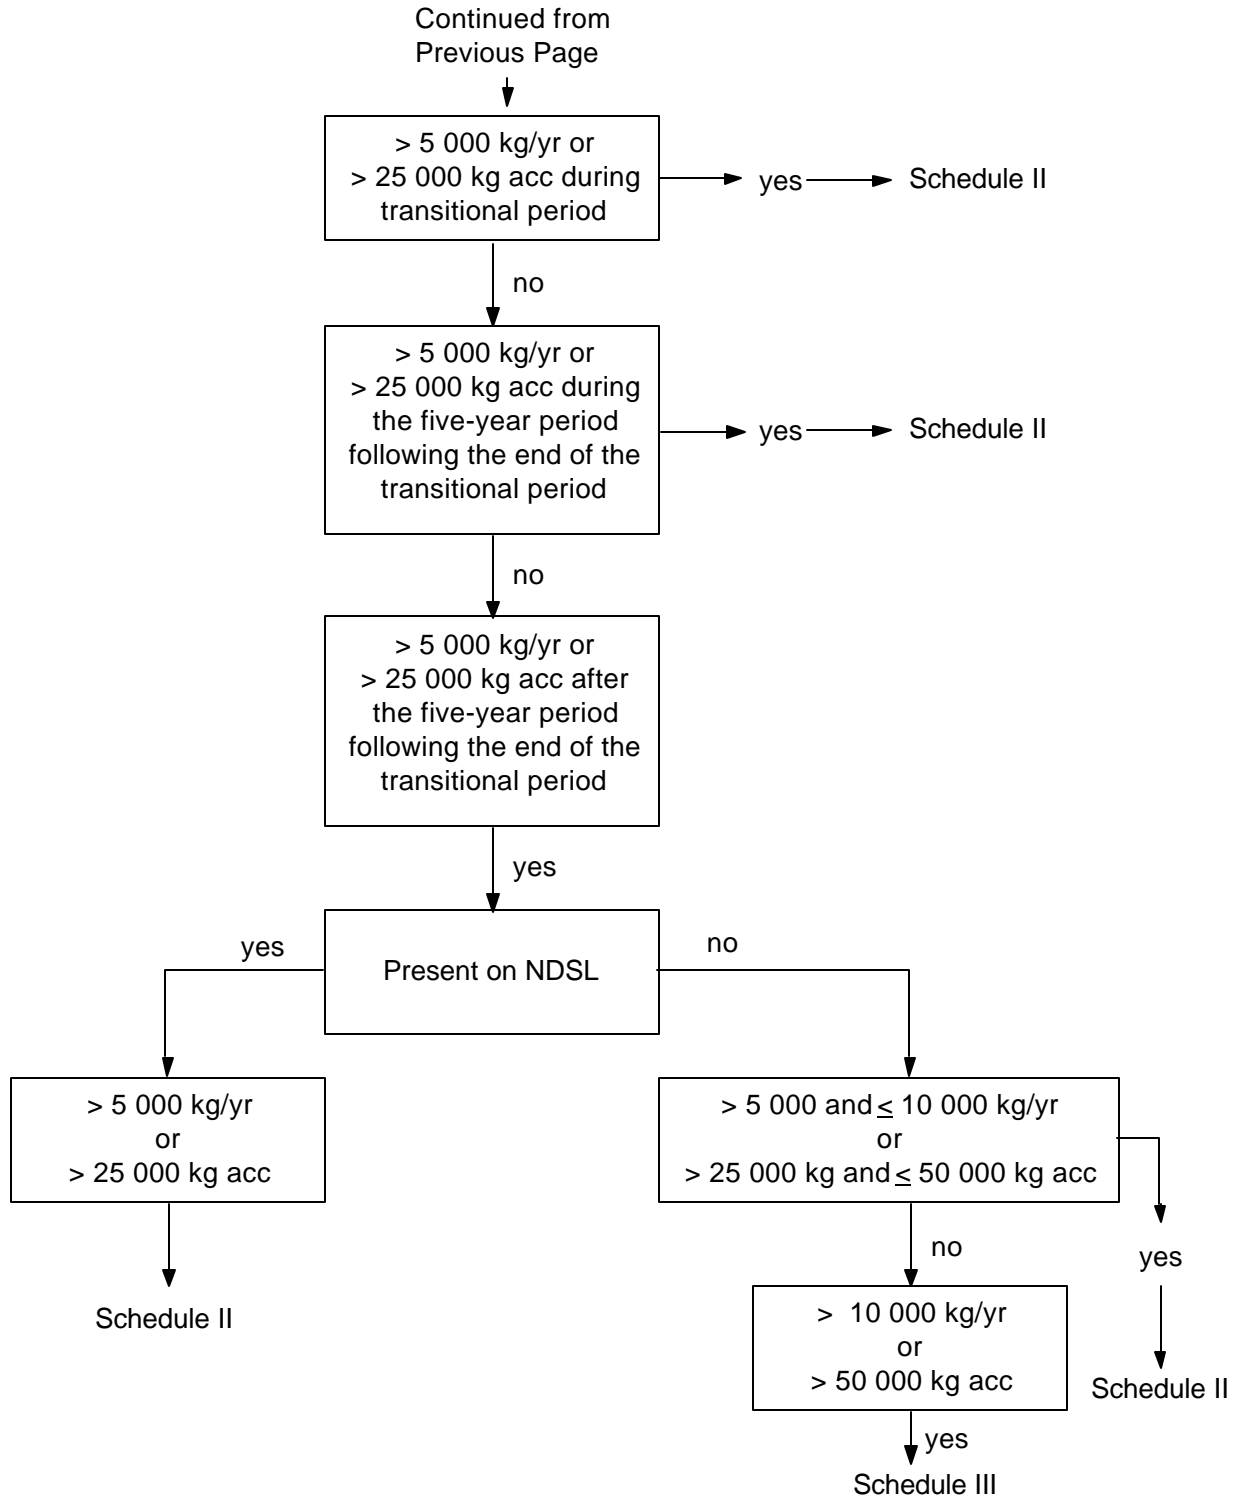 Continued from
Previous Page
> 5 000 kg/yr or
> 25 000 kg acc during
transitional period
yes
Schedule II
no
> 5 000 kg/yr or
> 25 000 kg acc during
the five-year period
following the end of the
transitional period
yes
Schedule II
no
> 5 000 kg/yr or
> 25 000 kg acc after
the five-year period
following the end of the
transitional period
yes
Present on NDSL
yes
no
> 5 000 kg/yr
or
> 25 000 kg acc
Schedule II
> 5 000 and ≤ 10 000 kg/yr
or
> 25 000 kg and ≤ 50 000 kg acc
yes
Schedule II
no
> 10 000 kg/yr
or
> 50 000 kg acc
yes
Schedule III